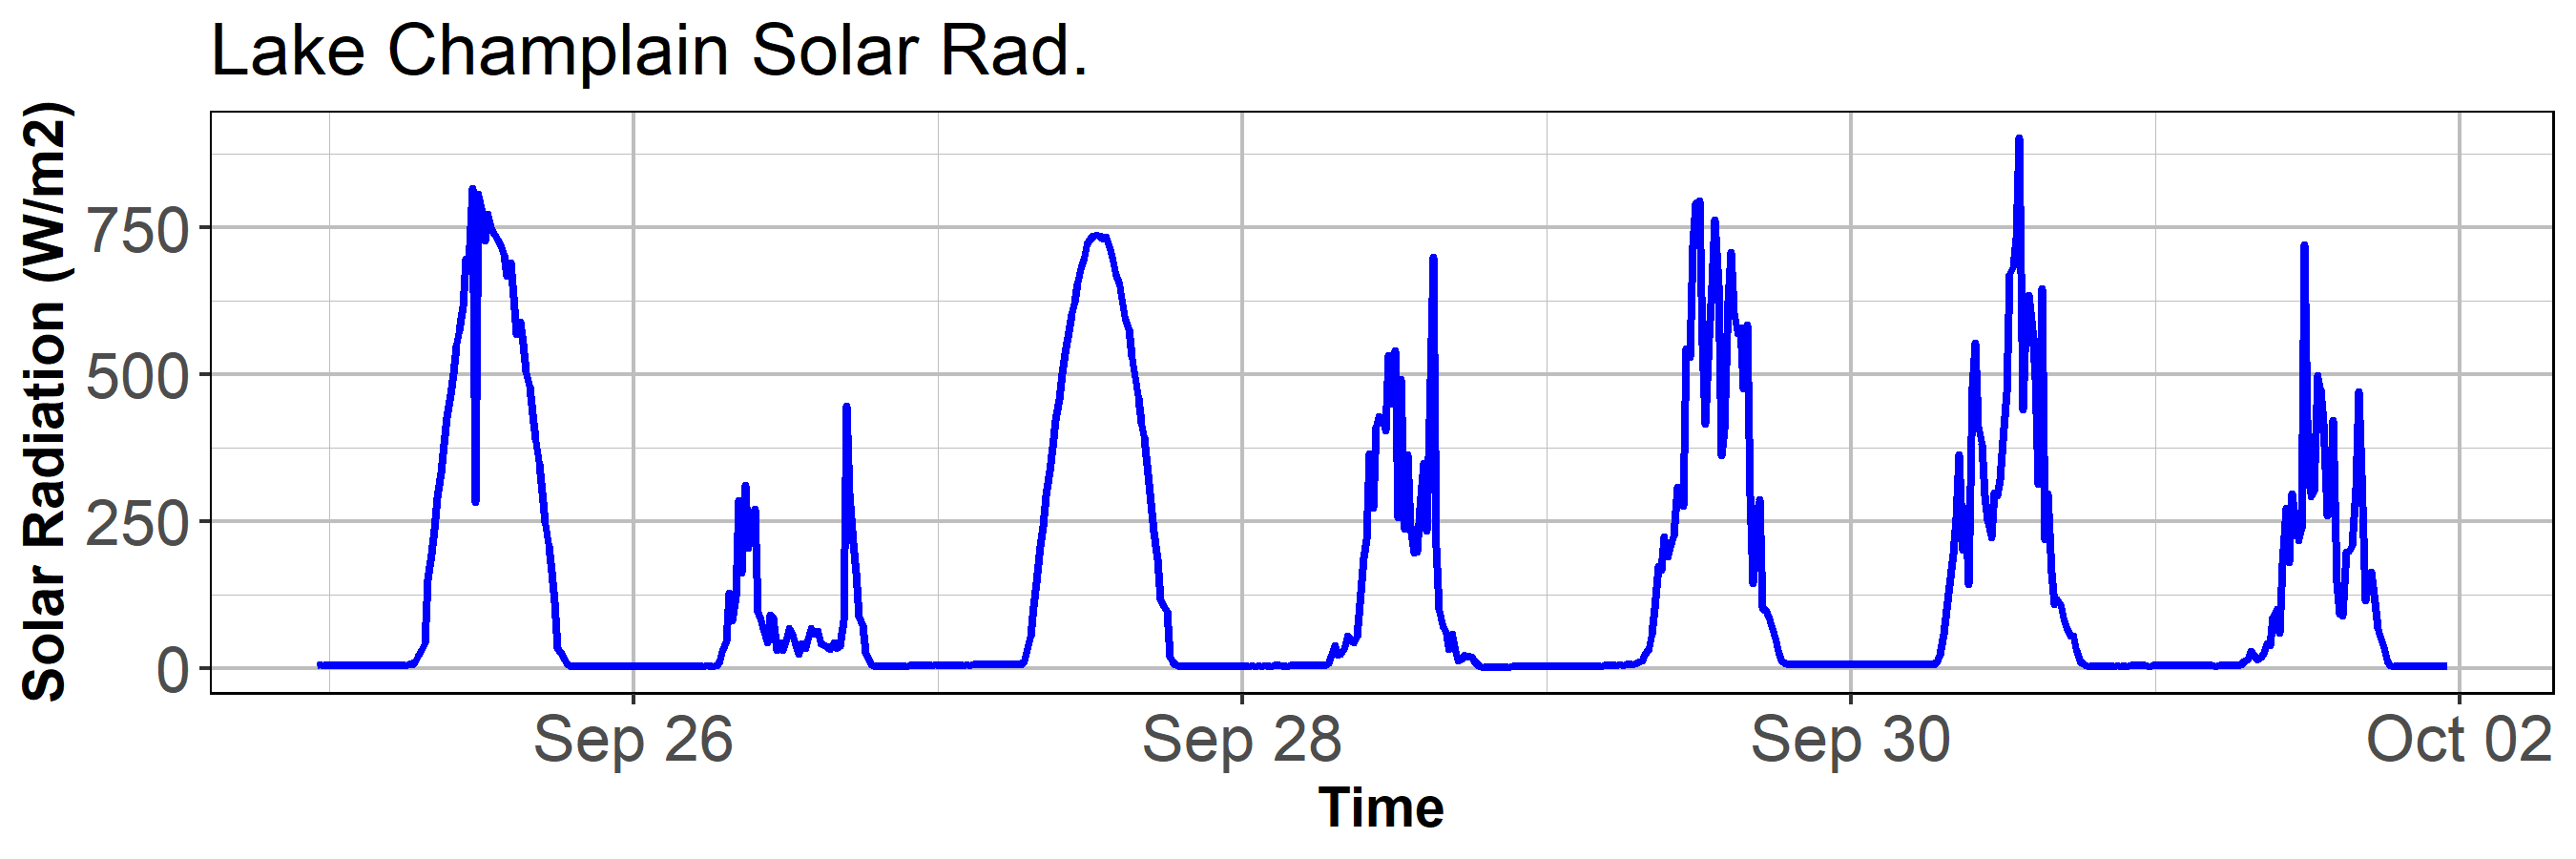 Lake Champlain Solar Rad.
Solar Radiation (W/m2)
750
500
250
0
Sep 26 Sep 28 Sep 30 Oct 02
Time